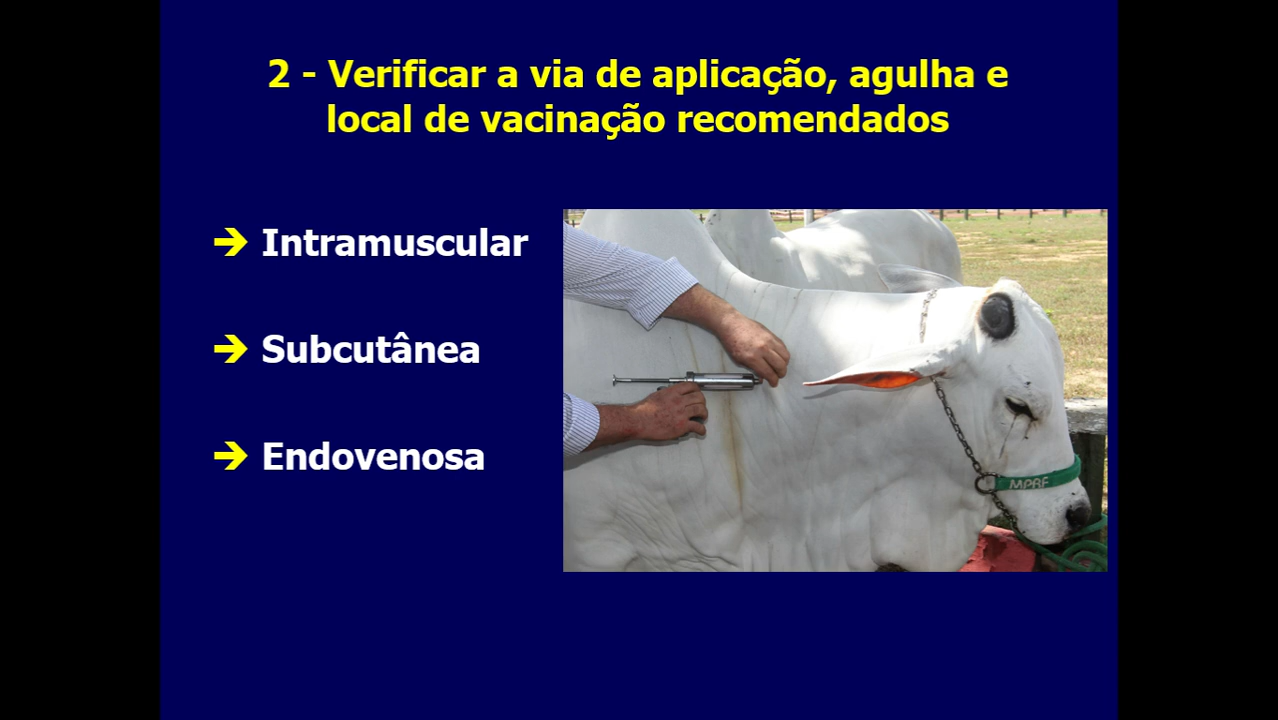 2 - Verificar a via de aplicação, agulha e
local de vacinação recomendados
➔ Intramuscular
➔ Subcutânea
➔ Endovenosa
MPRF